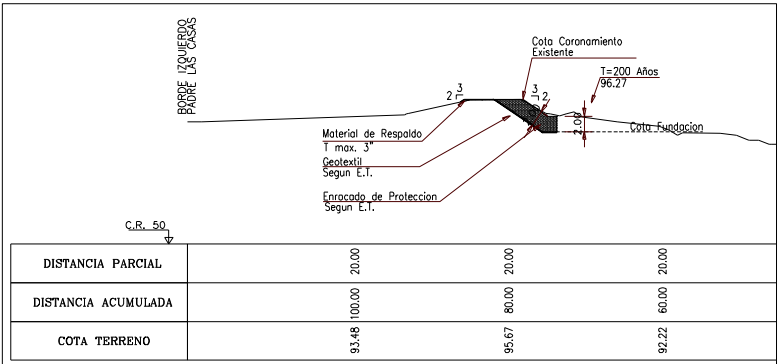 BORDE IZQUIERDO
PADRE LAS CASAS
Cota Coronamiento
Existente
T=200 Años
96.27
3
2
3
2
2.00
Cota Fundacion
Material de Respaldo
T max. 3"
Geotextil
Segun E.T.
Enrocado de Proteccion
Segun E.T.
C.R. 50
DISTANCIA PARCIAL 20.00 20.00 20.00
DISTANCIA ACUMULADA 100.00 80.00 60.00
COTA TERRENO 93.48 95.67 92.22